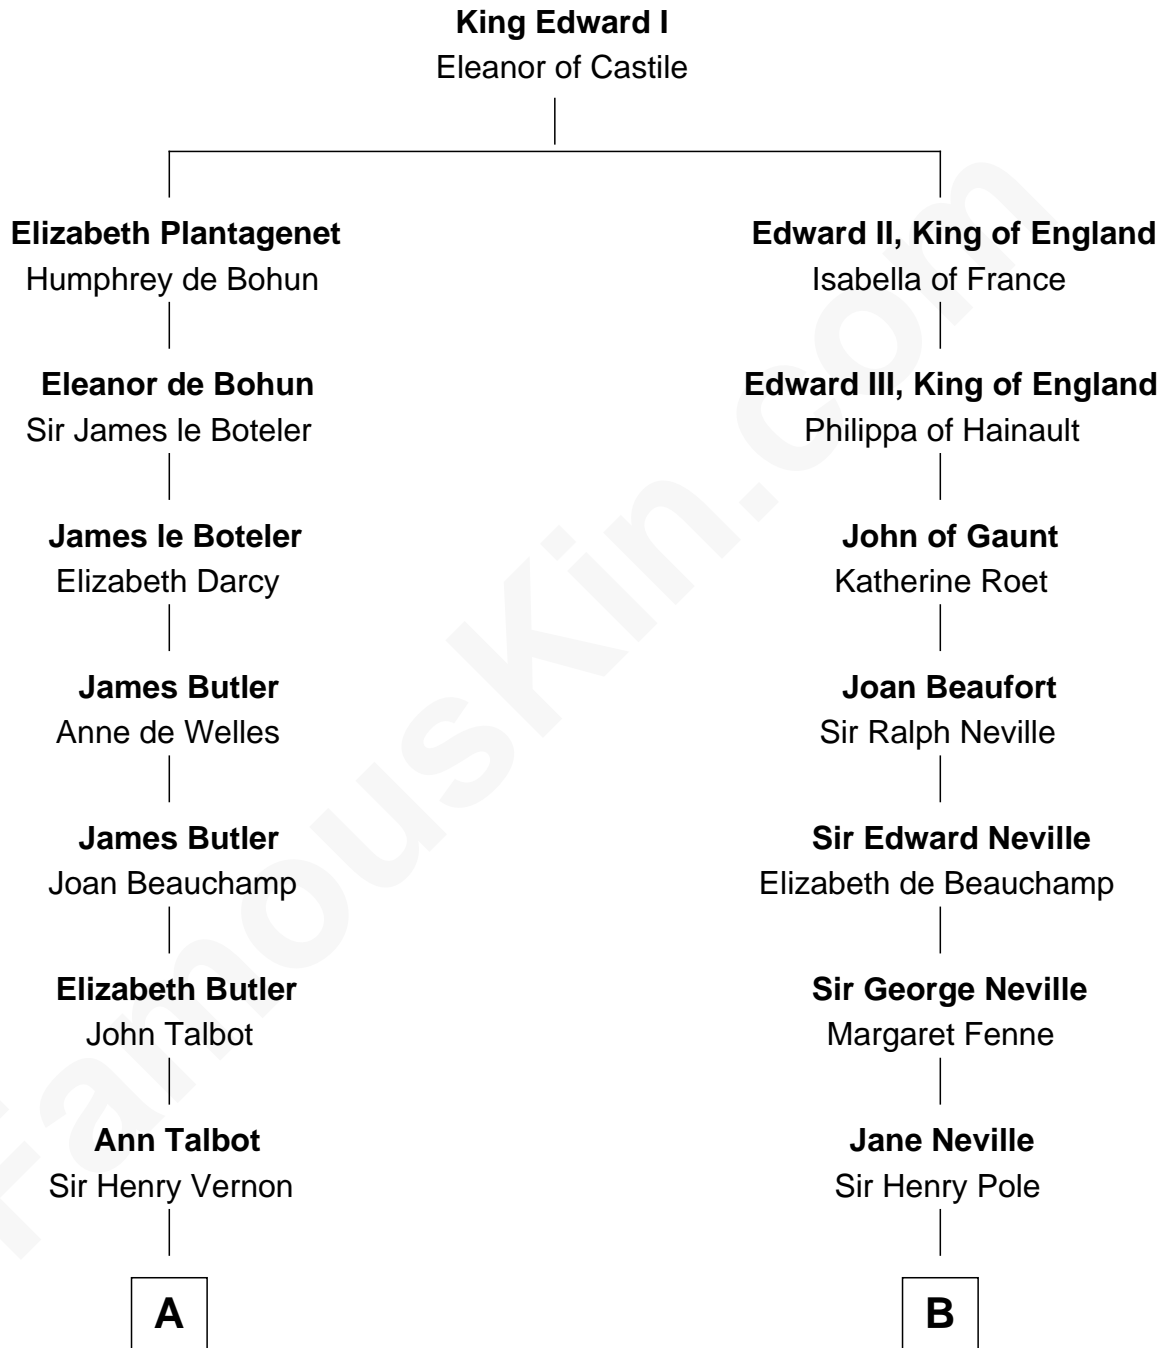 King Edward I
Eleanor of Castile
Elizabeth Plantagenet
Humphrey de Bohun
Edward II, King of England
Isabella of France
Eleanor de Bohun
Sir James le Boteler
Edward III, King of England
Philippa of Hainault
James le Boteler
Elizabeth Darcy
John of Gaunt
Katherine Roet
James Butler
Anne de Welles
Joan Beaufort
Sir Ralph Neville
James Butler
Joan Beauchamp
Sir Edward Neville
Elizabeth de Beauchamp
Elizabeth Butler
John Talbot
Sir George Neville
Margaret Fenne
Ann Talbot
Sir Henry Vernon
Jane Neville
Sir Henry Pole
A
B
FamousKin.com